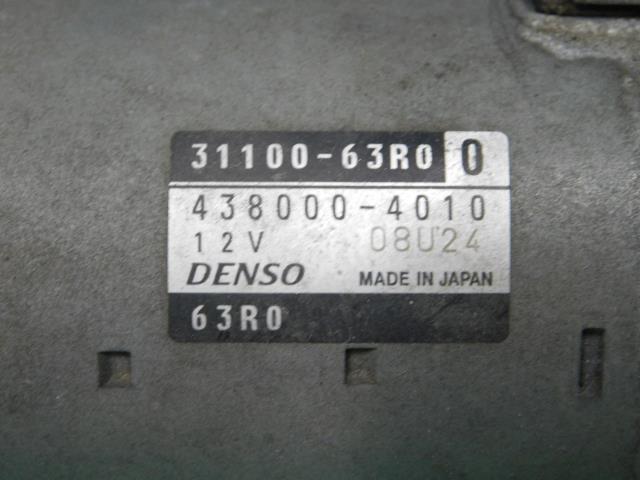 31100-63R0 0
438000-4010
12V 08U24
DENSO MADE IN JAPAN
63R0